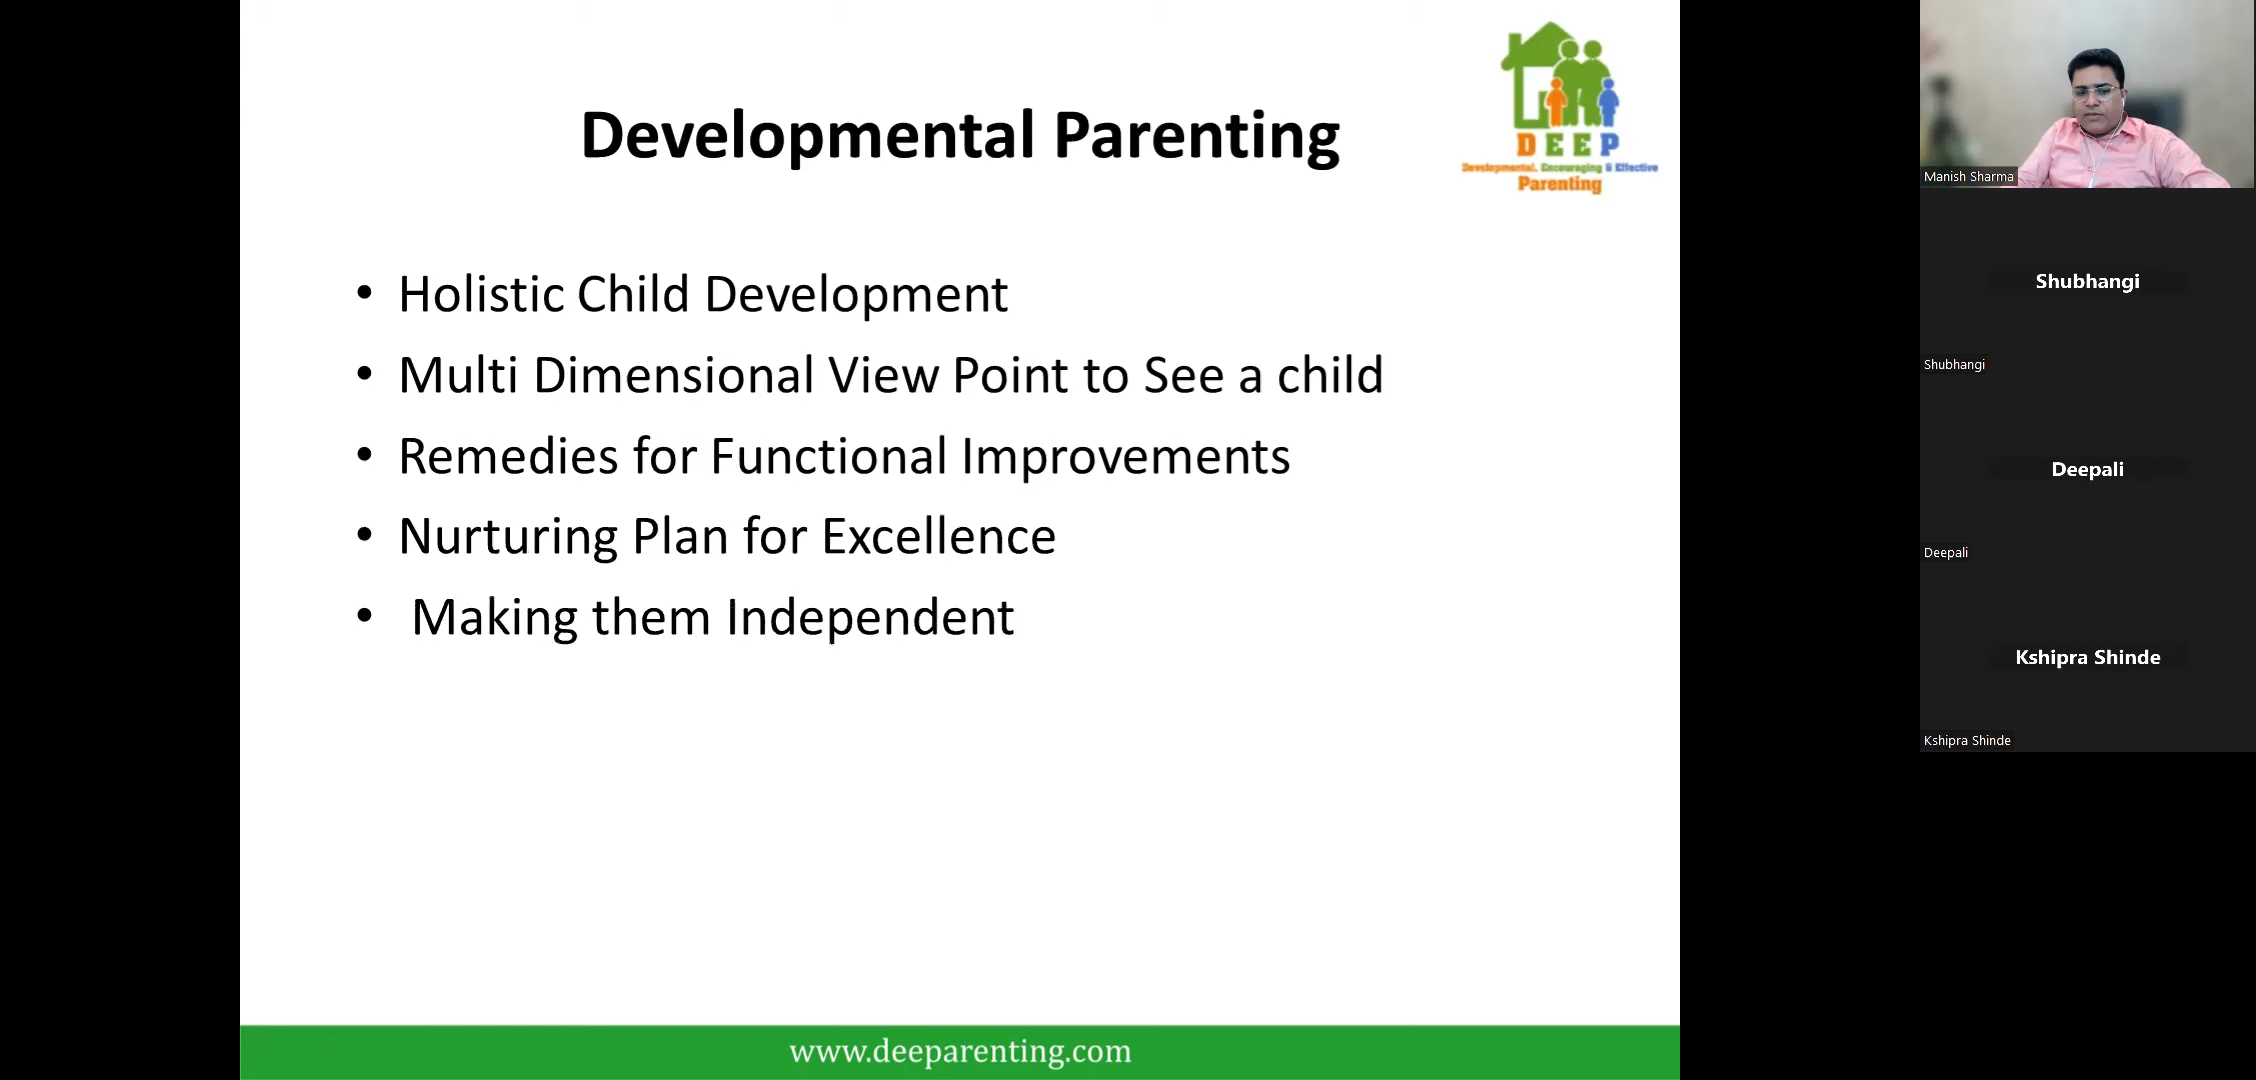 Developmental Parenting
DEEP
Developmental, Encouraging & Effective
Parenting
• Holistic Child Development
• Multi Dimensional View Point to See a child
• Remedies for Functional Improvements
• Nurturing Plan for Excellence
• Making them Independent
www.deeparenting.com
Manish Sharma
Shubhangi
Shubhangi
Deepali
Deepali
Kshipra Shinde
Kshipra Shinde